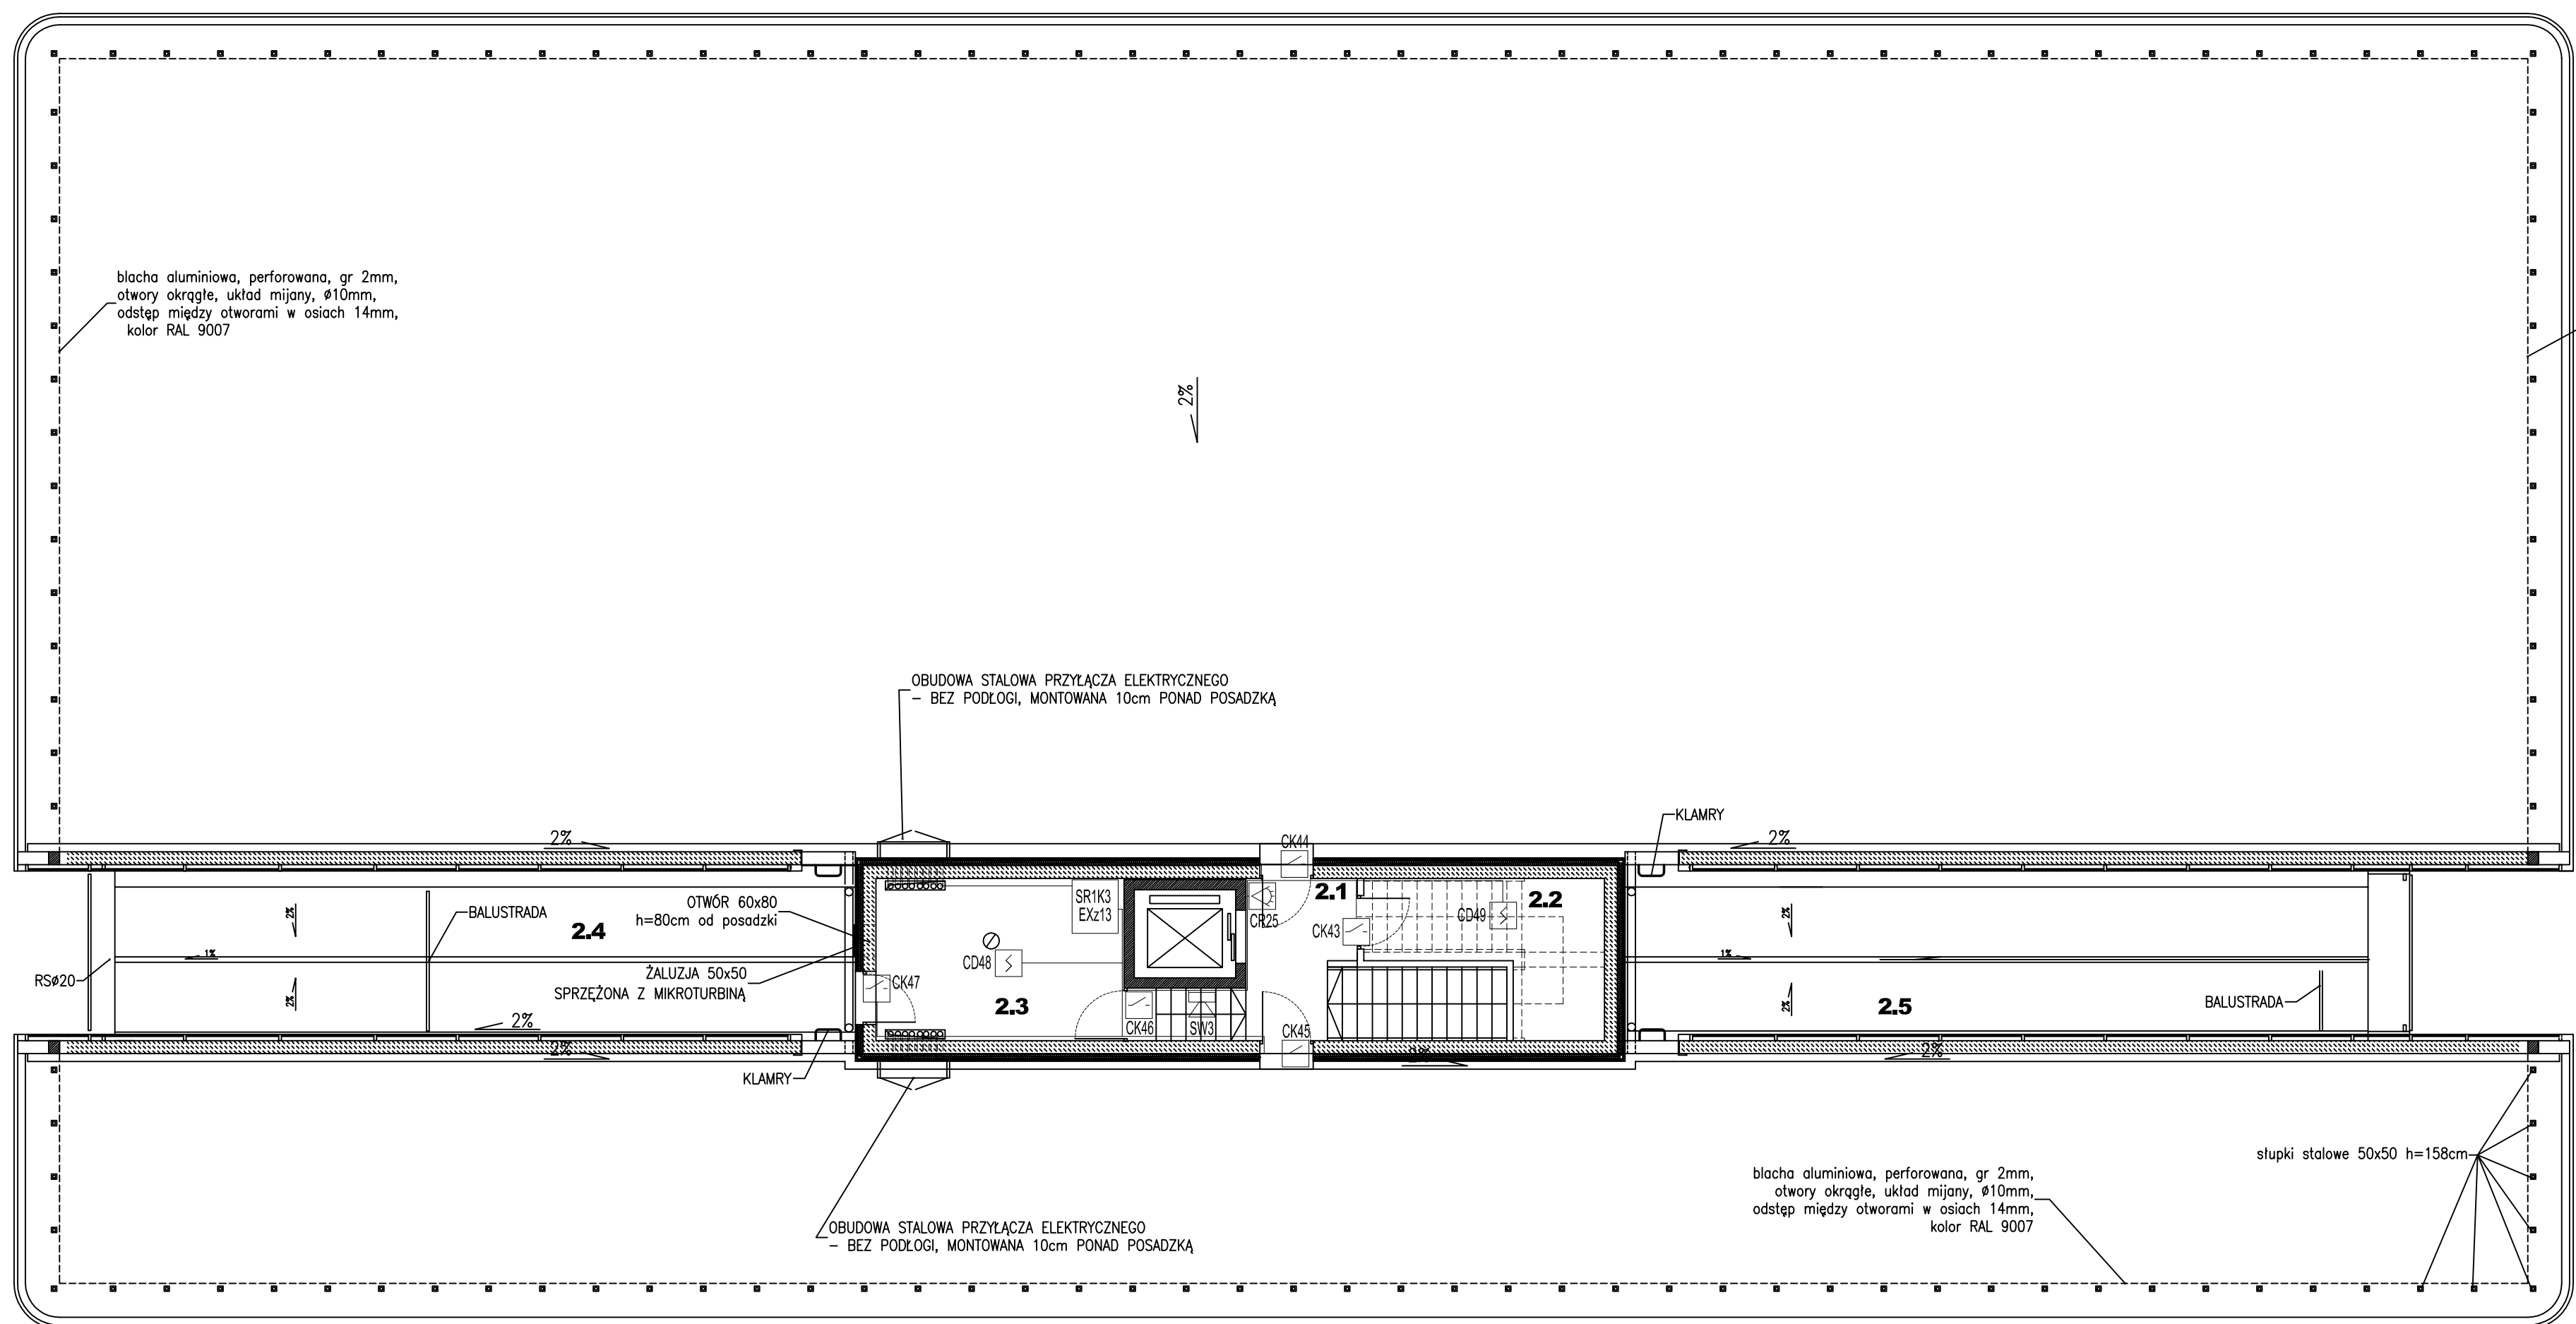 blacha aluminiowa, perforowana, gr 2mm,
otwory okrągłe, układ mijany, ø10mm,
odstęp między otworami w osiach 14mm,
kolor RAL 9007
2%
OBUDOWA STALOWA PRZYŁĄCZA ELEKTRYCZNEGO
– BEZ PODŁOGI, MONTOWANA 10cm PONAD POSADZKĄ
KLAMRY
2%
CK44
2%
SR1K3
EXz13
CR25
2.1
2.2
CD49
CK43
OTWÓR 60x80
h=80cm od posadzki
BALUSTRADA
2.4
2%
2%
1%
1%
CD48
ŻALUZJA 50x50
SPRZĘŻONA Z MIKROTURBINĄ
RSø20
CK47
2%
2%
2.3
2.5
BALUSTRADA
2%
CK46
SW3
CK45
2%
2%
2%
KLAMRY
słupki stalowe 50x50 h=158cm
blacha aluminiowa, perforowana, gr 2mm,
otwory okrągłe, układ mijany, ø10mm,
odstęp między otworami w osiach 14mm,
kolor RAL 9007
OBUDOWA STALOWA PRZYŁĄCZA ELEKTRYCZNEGO
– BEZ PODŁOGI, MONTOWANA 10cm PONAD POSADZKĄ